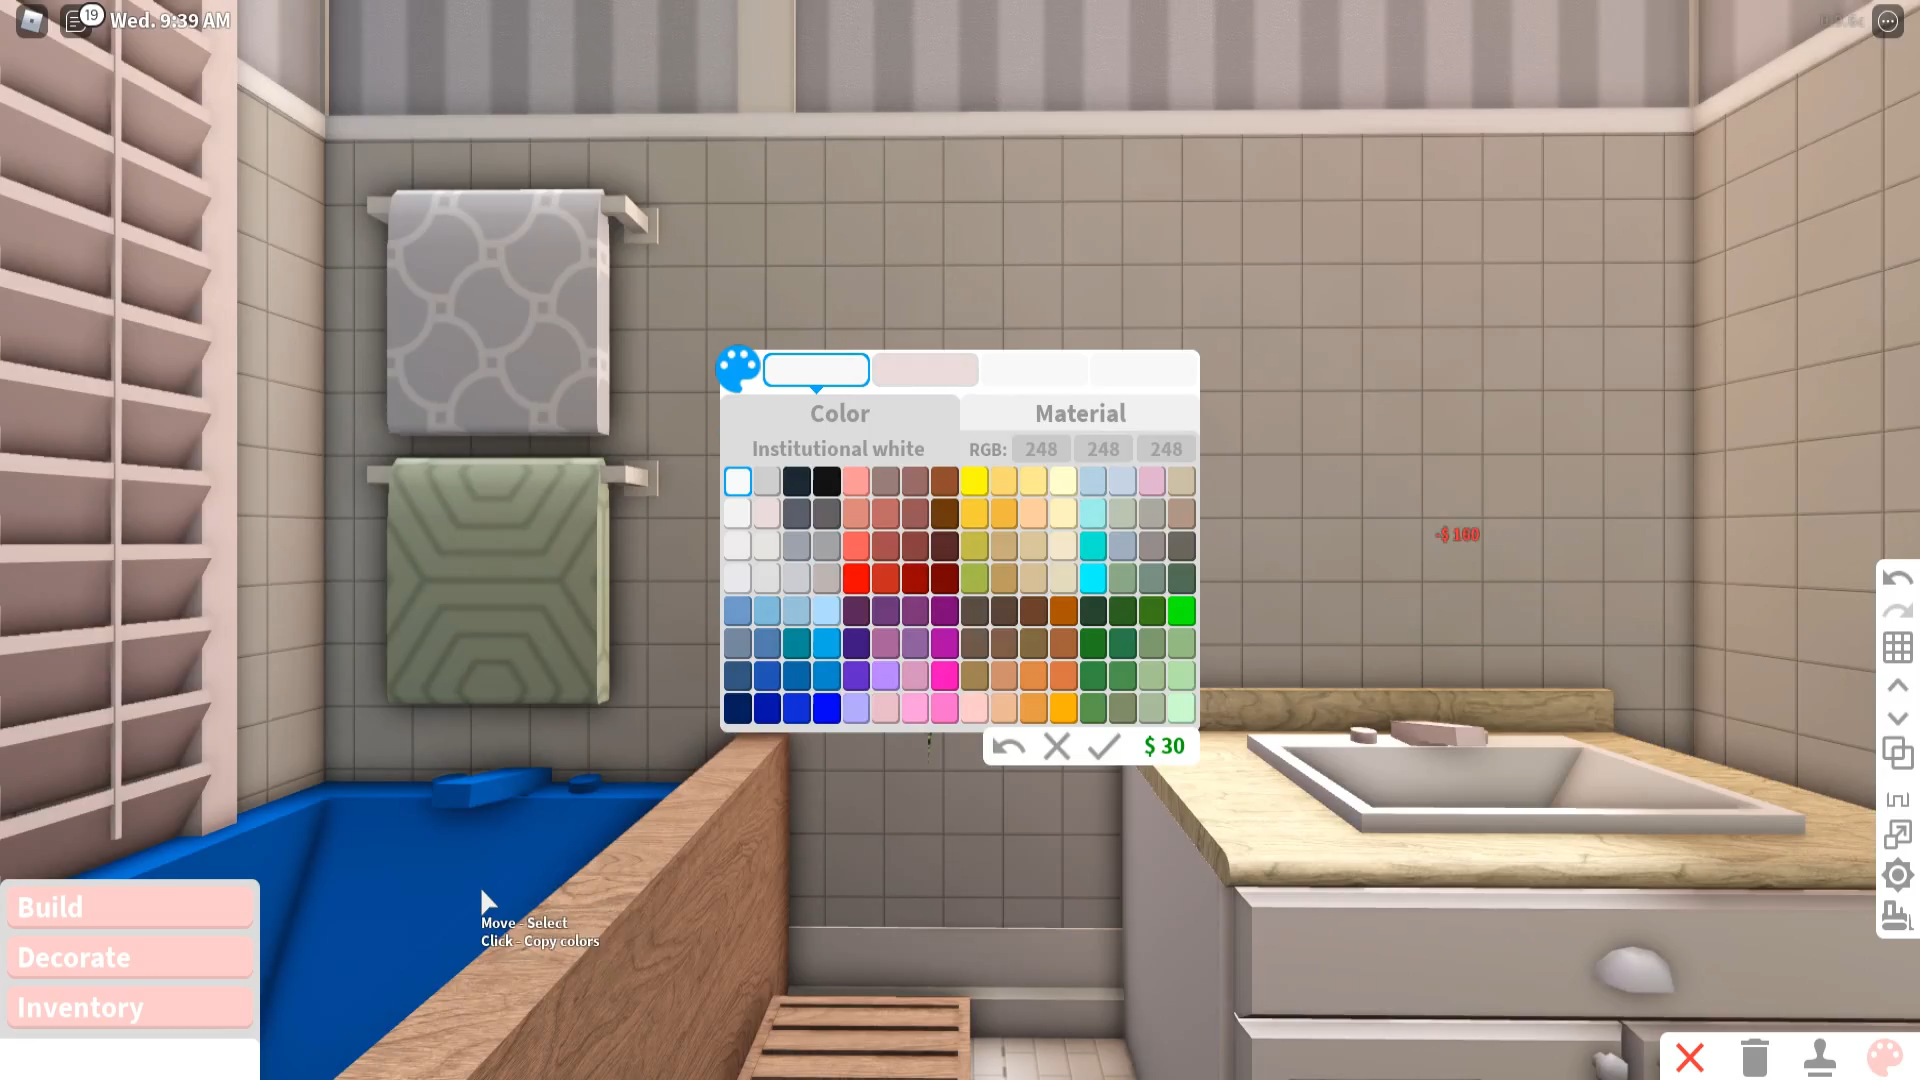 19
Wed. 9:39 AM
Color
Material
Institutional white
RGB: 248 248 248
-$ 180
$ 30
Move - Select
Click - Copy colors
Build
Decorate
Inventory